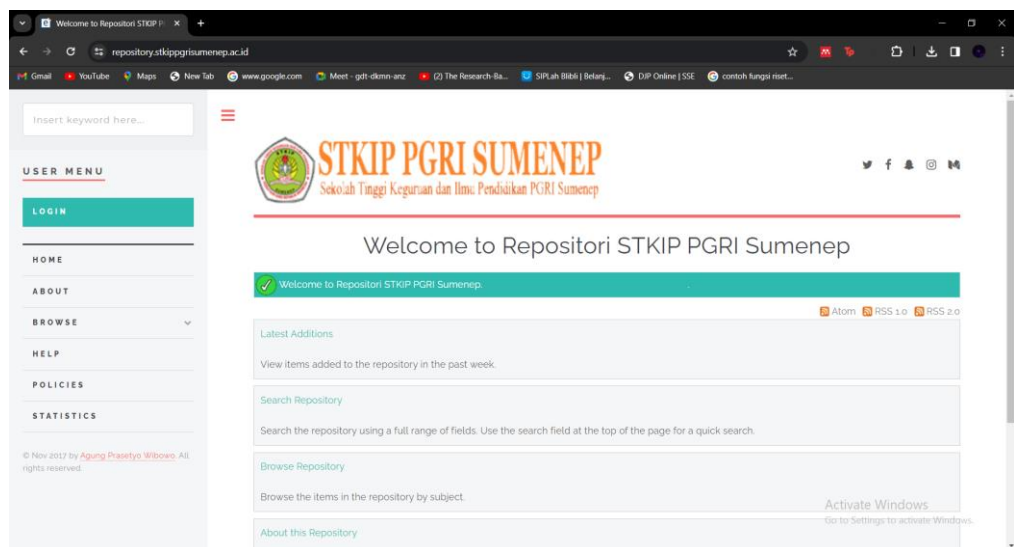 Welcome to Repositori STKIP P
repository.stkippgrisumenep.ac.id
Gmail YouTube Maps New Tab www.google.com Meet - gdt-dkmn-anz (2) The Research-Ba... SIPLah Blibli | Belanj... DJP Online | SSE contoh fungsi riset...
Insert keyword here...
USER MENU
LOGIN
HOME
ABOUT
BROWSE
HELP
POLICIES
STATISTICS
© Nov 2017 by Agung Prasetyo Wibowo. All
rights reserved.
STKIP PGRI SUMENEP
Sekolah Tinggi Keguruan dan Ilmu Pendidikan PGRI Sumenep
Welcome to Repositori STKIP PGRI Sumenep
Welcome to Repositori STKIP PGRI Sumenep.
Atom RSS 1.0 RSS 2.0
Latest Additions
View items added to the repository in the past week.
Search Repository
Search the repository using a full range of fields. Use the search field at the top of the page for a quick search.
Browse Repository
Browse the items in the repository by subject.
About this Repository
Activate Windows
Go to Settings to activate Windows.